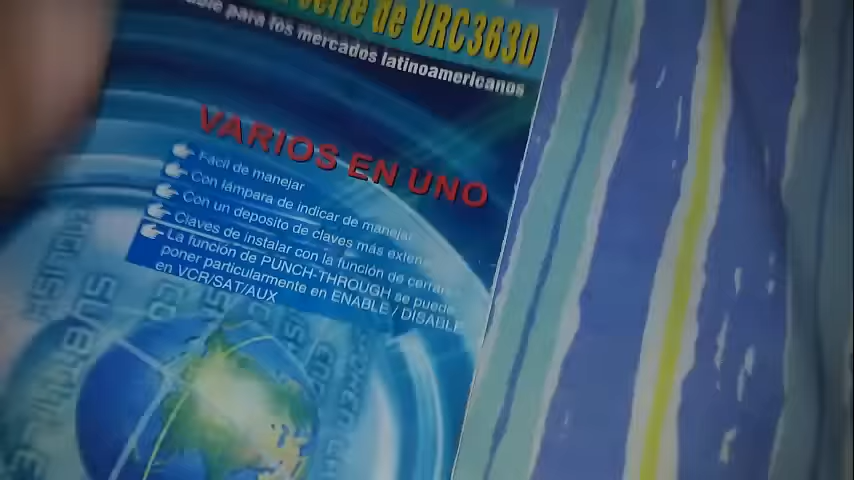 serie de URC3630
para los mercados latinoamericanos
VARIOS EN UNO
Fácil de manejar
Con lámpara de indicar de manejar
Con un deposito de claves más exten
Claves de instalar con la función de cerrar
La función de PUNCH-THROUGH se puede
poner particularmente en ENABLE / DISABLE
en VCR/SAT/AUX